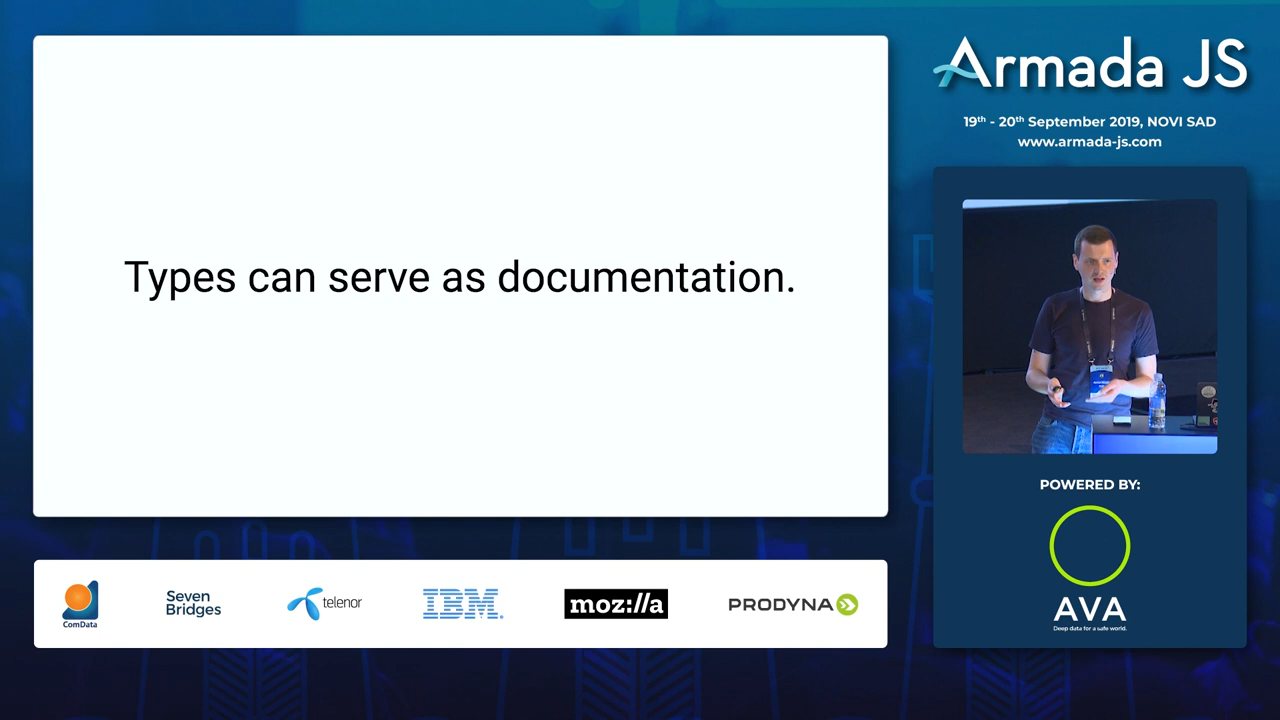 Types can serve as documentation.
Armada JS
19th - 20th September 2019, NOVI SAD
www.armada-js.com
POWERED BY:
AVA
Deep data for a safe world.
ComData
Seven
Bridges
telenor
IBM
moz://a
PRODYNA